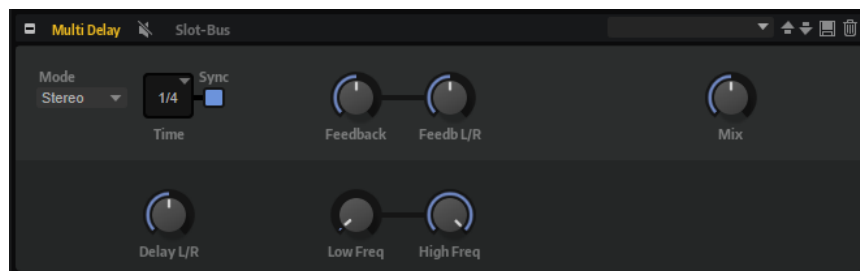 Multi Delay Slot-Bus
Mode Sync
Stereo 1/4
Time Feedback Feedb L/R Mix
Delay L/R Low Freq High Freq